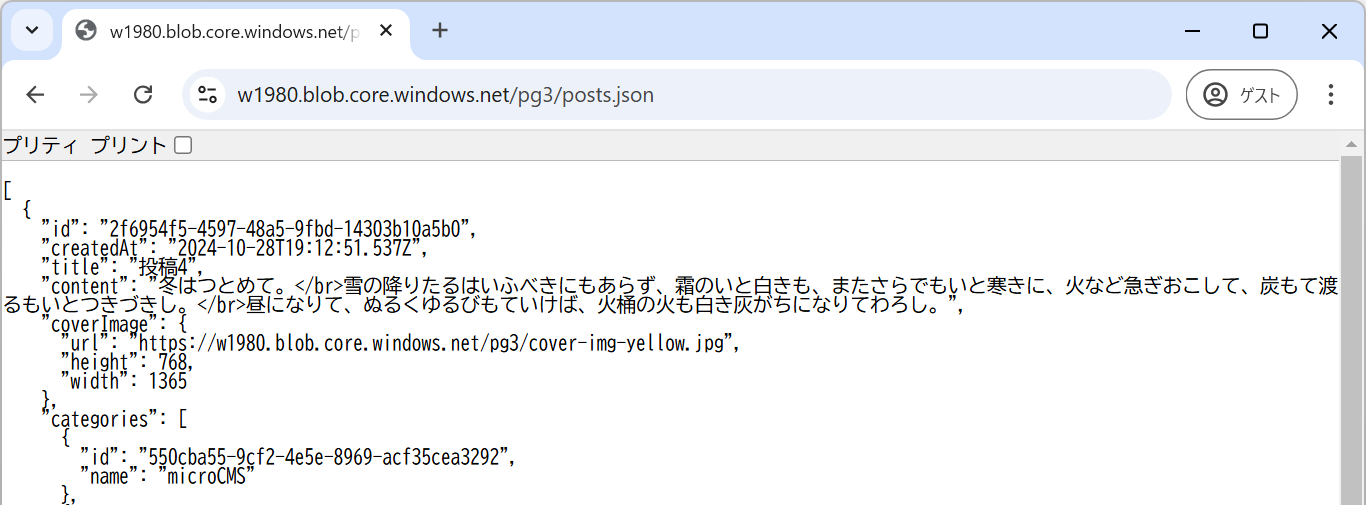 w1980.blob.core.windows.net/p
w1980.blob.core.windows.net/pg3/posts.json
ゲスト
プリティ プリント
[
  {
    "id": "2f6954f5-4597-48a5-9fbd-14303b10a5b0",
    "createdAt": "2024-10-28T19:12:51.537Z",
    "title": "投稿4",
    "content": "冬はつとめて。</br>雪の降りたるはいふべきにもあらず、霜のいと白きも、またさらでもいと寒きに、火など急ぎおこして、炭もて渡
るもいとつきづきし。</br>昼になりて、ぬるくゆるびもていけば、火桶の火も白き灰がちになりてわろし。",
    "coverImage": {
      "url": "https://w1980.blob.core.windows.net/pg3/cover-img-yellow.jpg",
      "height": 768,
      "width": 1365
    },
    "categories": [
      {
        "id": "550cba55-9cf2-4e5e-8969-acf35cea3292",
        "name": "microCMS"
      },